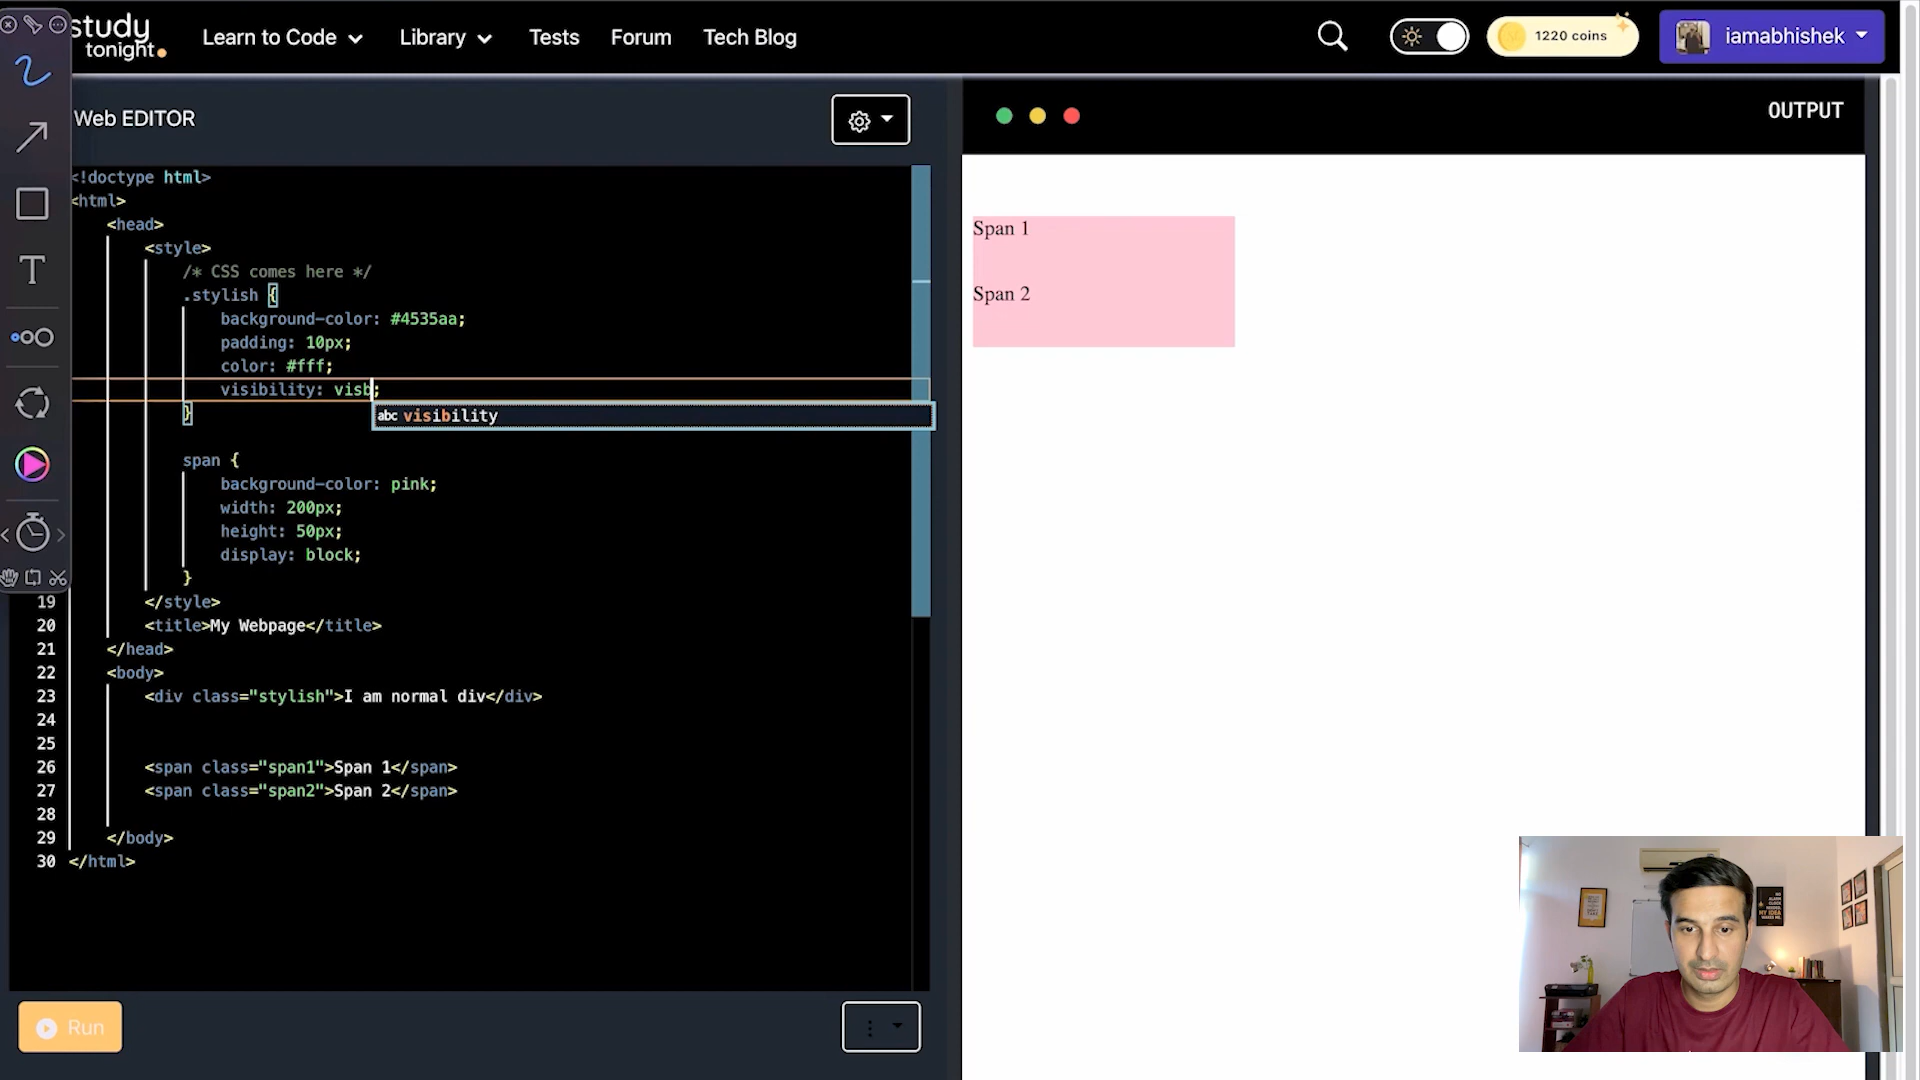 study
tonight.
Learn to Code
Library
Tests
Forum
Tech Blog
1220 coins
iamabhishek
Web EDITOR
OUTPUT
<!doctype html>
<html>
<head>
<style>
/* CSS comes here */
.stylish {
background-color: #4535aa;
padding: 10px;
color: #fff;
visibility: visb;
abc visibility
}
span {
background-color: pink;
width: 200px;
height: 50px;
display: block;
}
19 </style>
20 <title>My Webpage</title>
21 </head>
22 <body>
23 <div class="stylish">I am normal div</div>
24
25
26 <span class="span1">Span 1</span>
27 <span class="span2">Span 2</span>
28
29 </body>
30 </html>
Run
Span 1
Span 2